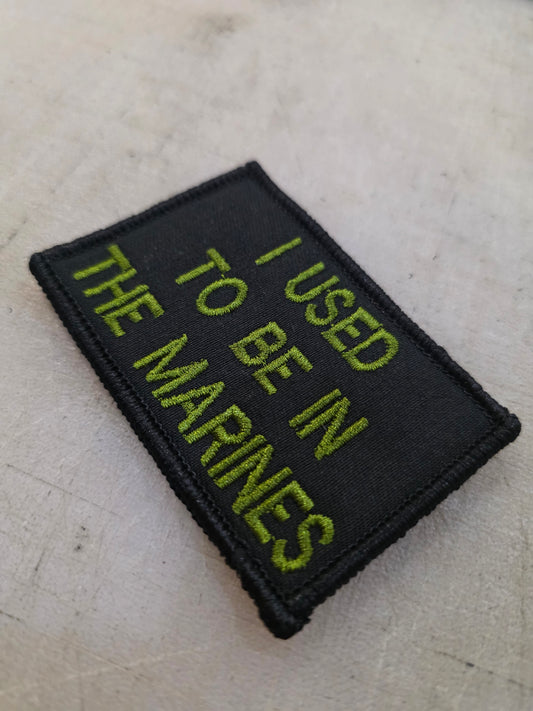 I USED
TO BE IN
THE MARINES